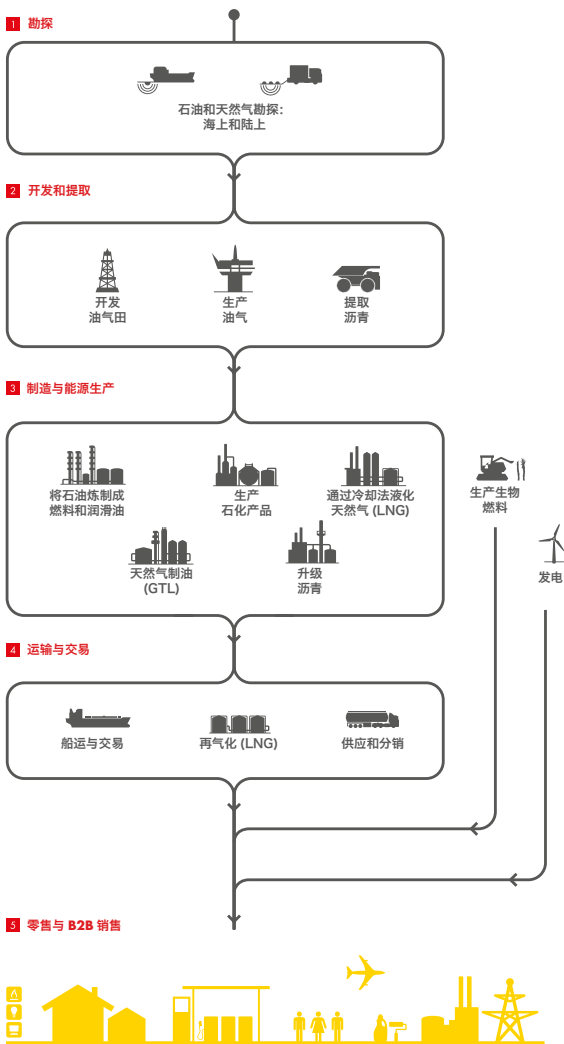 1 勘探
石油和天然气勘探：
海上和陆上
2 开发和提取
开发
油气田
生产
油气
提取
沥青
3 制造与能源生产
将石油炼制成
燃料和润滑油
生产
石化产品
通过冷却法液化
天然气 (LNG)
生产生物
燃料
天然气制油
(GTL)
升级
沥青
发电
4 运输与交易
船运与交易
再气化 (LNG)
供应和分销
5 零售与 B2B 销售